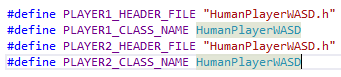 #define PLAYER1_HEADER_FILE "HumanPlayerWASD.h"
#define PLAYER1_CLASS_NAME HumanPlayerWASD
#define PLAYER2_HEADER_FILE "HumanPlayerWASD.h"
#define PLAYER2_CLASS_NAME HumanPlayerWASD